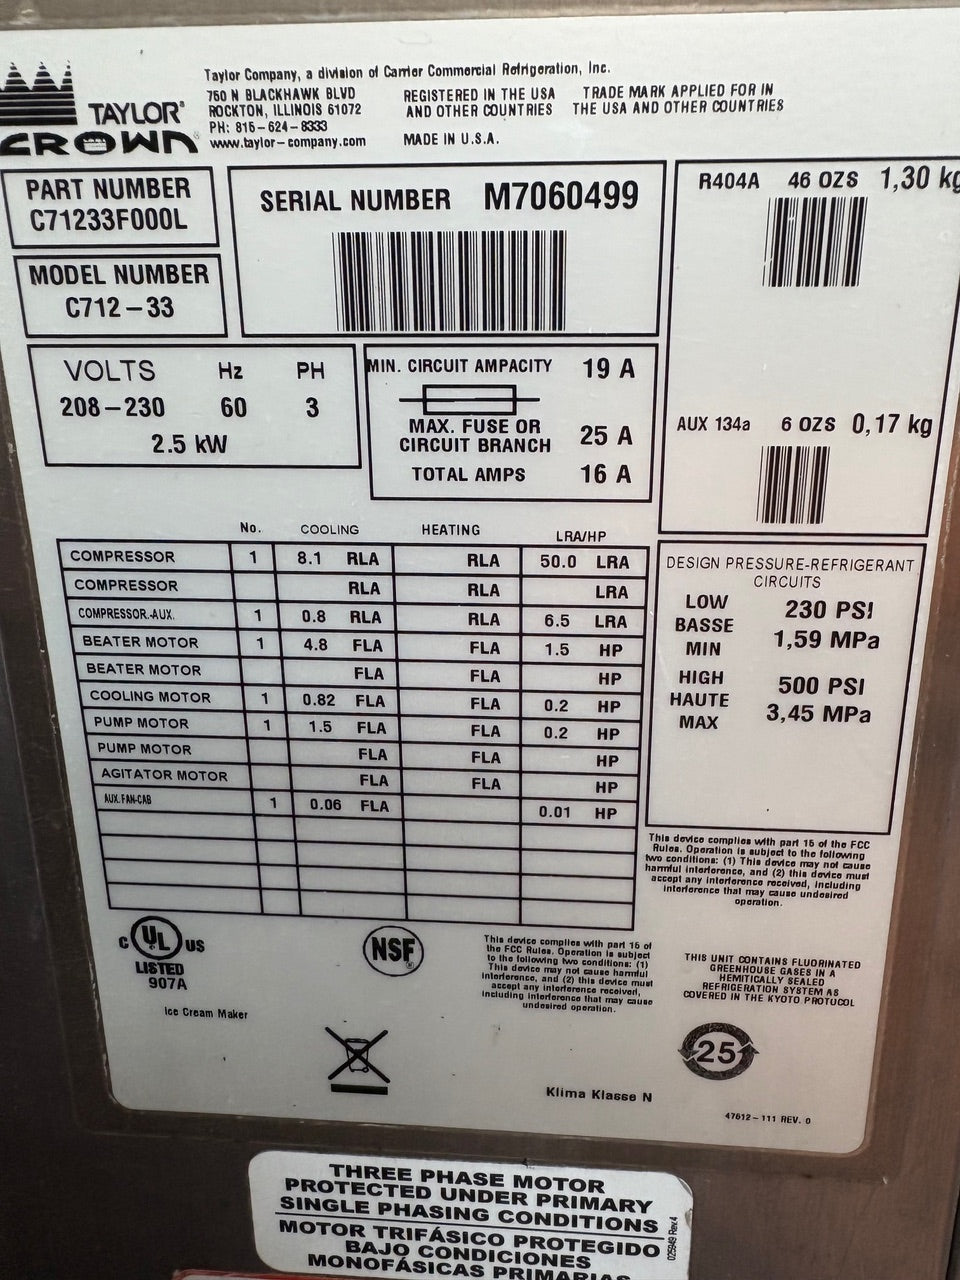 TAYLOR®
CROWN®
Taylor Company, a division of Carrier Commercial Refrigeration, Inc.
750 N BLACKHAWK BLVD
ROCKTON, ILLINOIS 61072
PH: 815-624-8333
www.taylor-company.com
REGISTERED IN THE USA
AND OTHER COUNTRIES
MADE IN U.S.A.
TRADE MARK APPLIED FOR IN
THE USA AND OTHER COUNTRIES
PART NUMBER
C71233F000L
MODEL NUMBER
C712-33
SERIAL NUMBER M7060499
R404A 46 OZS 1,30 kg
AUX 134a 6 OZS 0,17 kg
VOLTS Hz PH
208-230 60 3
2.5 kW
MIN. CIRCUIT AMPACITY 19 A
MAX. FUSE OR
CIRCUIT BRANCH 25 A
TOTAL AMPS 16 A
No. COOLING HEATING LRA/HP
COMPRESSOR 1 8.1 RLA RLA 50.0 LRA
COMPRESSOR RLA RLA LRA
COMPRESSOR-AUX. 1 0.8 RLA RLA 6.5 LRA
BEATER MOTOR 1 4.8 FLA FLA 1.5 HP
BEATER MOTOR FLA FLA HP
COOLING MOTOR 1 0.82 FLA FLA 0.2 HP
PUMP MOTOR 1 1.5 FLA FLA 0.2 HP
PUMP MOTOR FLA FLA HP
AGITATOR MOTOR FLA FLA HP
AUX. FAN-CAB 1 0.06 FLA 0.01 HP
DESIGN PRESSURE-REFRIGERANT
CIRCUITS
LOW
BASSE
MIN
230 PSI
1,59 MPa
HIGH
HAUTE
MAX
500 PSI
3,45 MPa
This device complies with part 15 of the FCC
Rules. Operation is subject to the following
two conditions: (1) This device may not cause
harmful interference, and (2) this device must
accept any interference received, including
interference that may cause undesired
operation.
C UL US
LISTED
907A
Ice Cream Maker
NSF®
This device complies with part 15 of
the FCC Rules. Operation is subject
to the following two conditions: (1)
This device may not cause harmful
interference, and (2) this device must
accept any interference received,
including interference that may cause
undesired operation.
THIS UNIT CONTAINS FLUORINATED
GREENHOUSE GASES IN A
HEMITICALLY SEALED
REFRIGERATION SYSTEM AS
COVERED IN THE KYOTO PROTOCOL
25
Klima Klasse N
47612-111 REV. 0
THREE PHASE MOTOR
PROTECTED UNDER PRIMARY
SINGLE PHASING CONDITIONS
MOTOR TRIFÁSICO PROTEGIDO
BAJO CONDICIONES
MONOFÁSICAS PRIMARIAS
025949 Rev.4